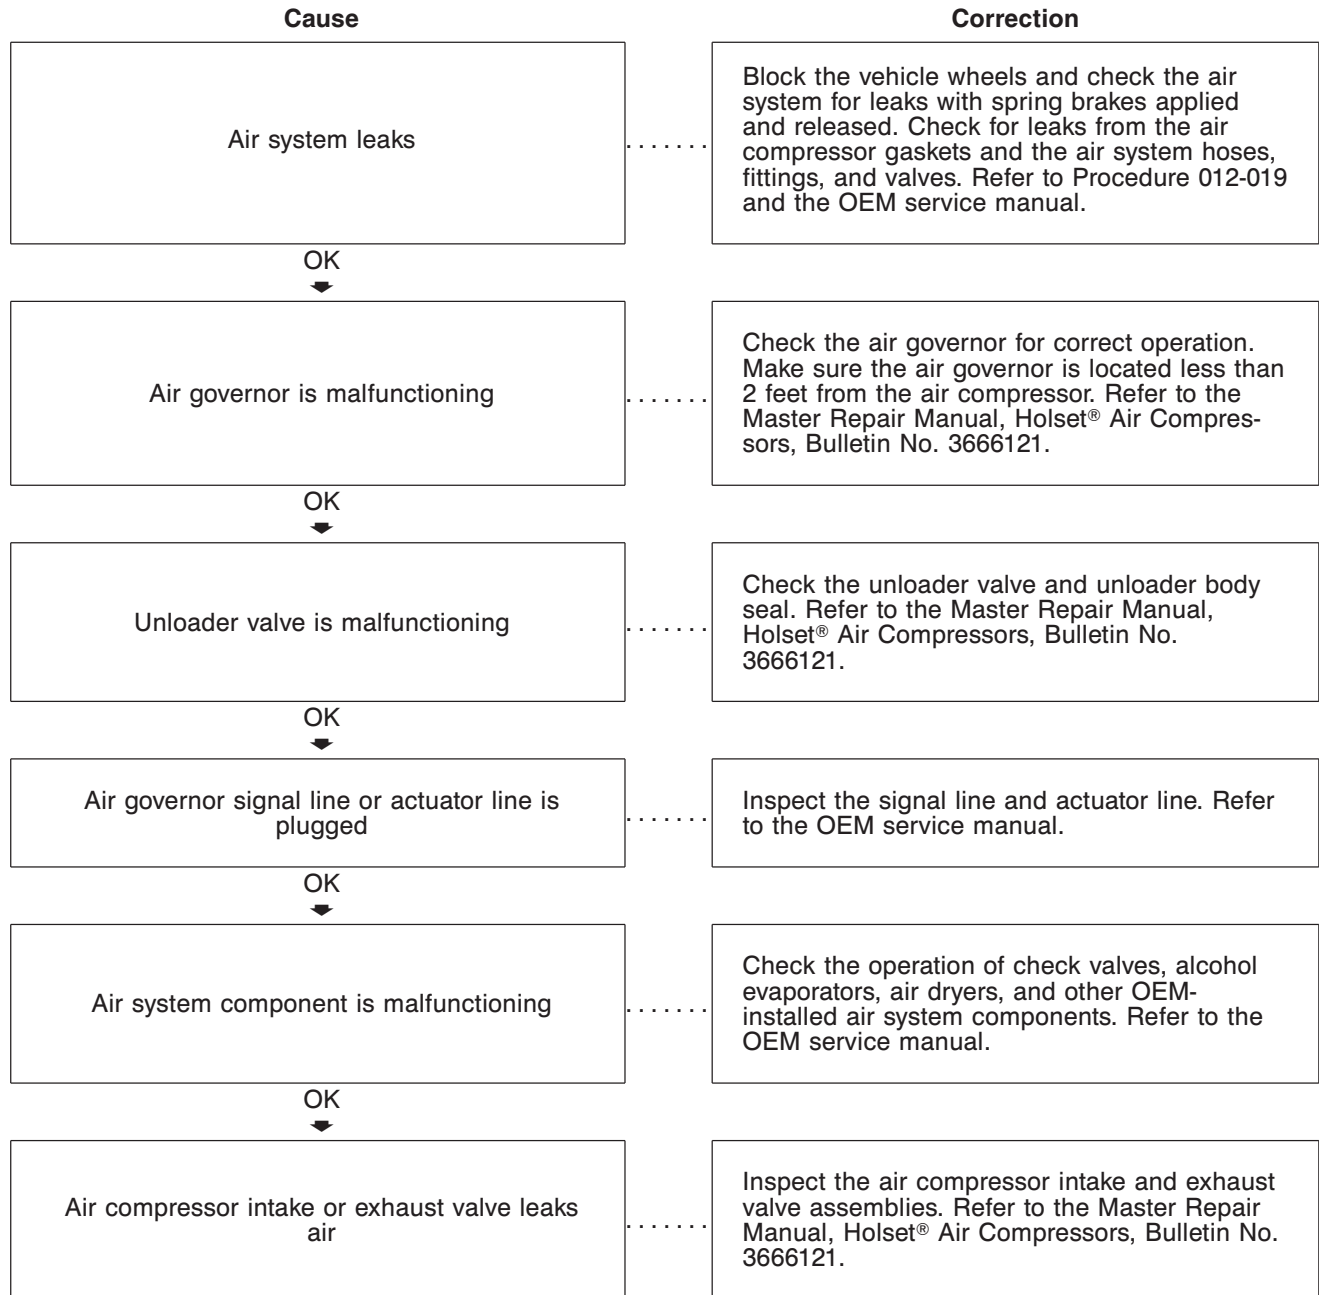 Cause
Correction
Air system leaks
.......
Block the vehicle wheels and check the air
system for leaks with spring brakes applied
and released. Check for leaks from the air
compressor gaskets and the air system hoses,
fittings, and valves. Refer to Procedure 012-019
and the OEM service manual.
OK
Air governor is malfunctioning
.......
Check the air governor for correct operation.
Make sure the air governor is located less than
2 feet from the air compressor. Refer to the
Master Repair Manual, Holset® Air Compres-
sors, Bulletin No. 3666121.
OK
Unloader valve is malfunctioning
.......
Check the unloader valve and unloader body
seal. Refer to the Master Repair Manual,
Holset® Air Compressors, Bulletin No.
3666121.
OK
Air governor signal line or actuator line is
plugged
.......
Inspect the signal line and actuator line. Refer
to the OEM service manual.
OK
Air system component is malfunctioning
.......
Check the operation of check valves, alcohol
evaporators, air dryers, and other OEM-
installed air system components. Refer to the
OEM service manual.
OK
Air compressor intake or exhaust valve leaks
air
.......
Inspect the air compressor intake and exhaust
valve assemblies. Refer to the Master Repair
Manual, Holset® Air Compressors, Bulletin No.
3666121.